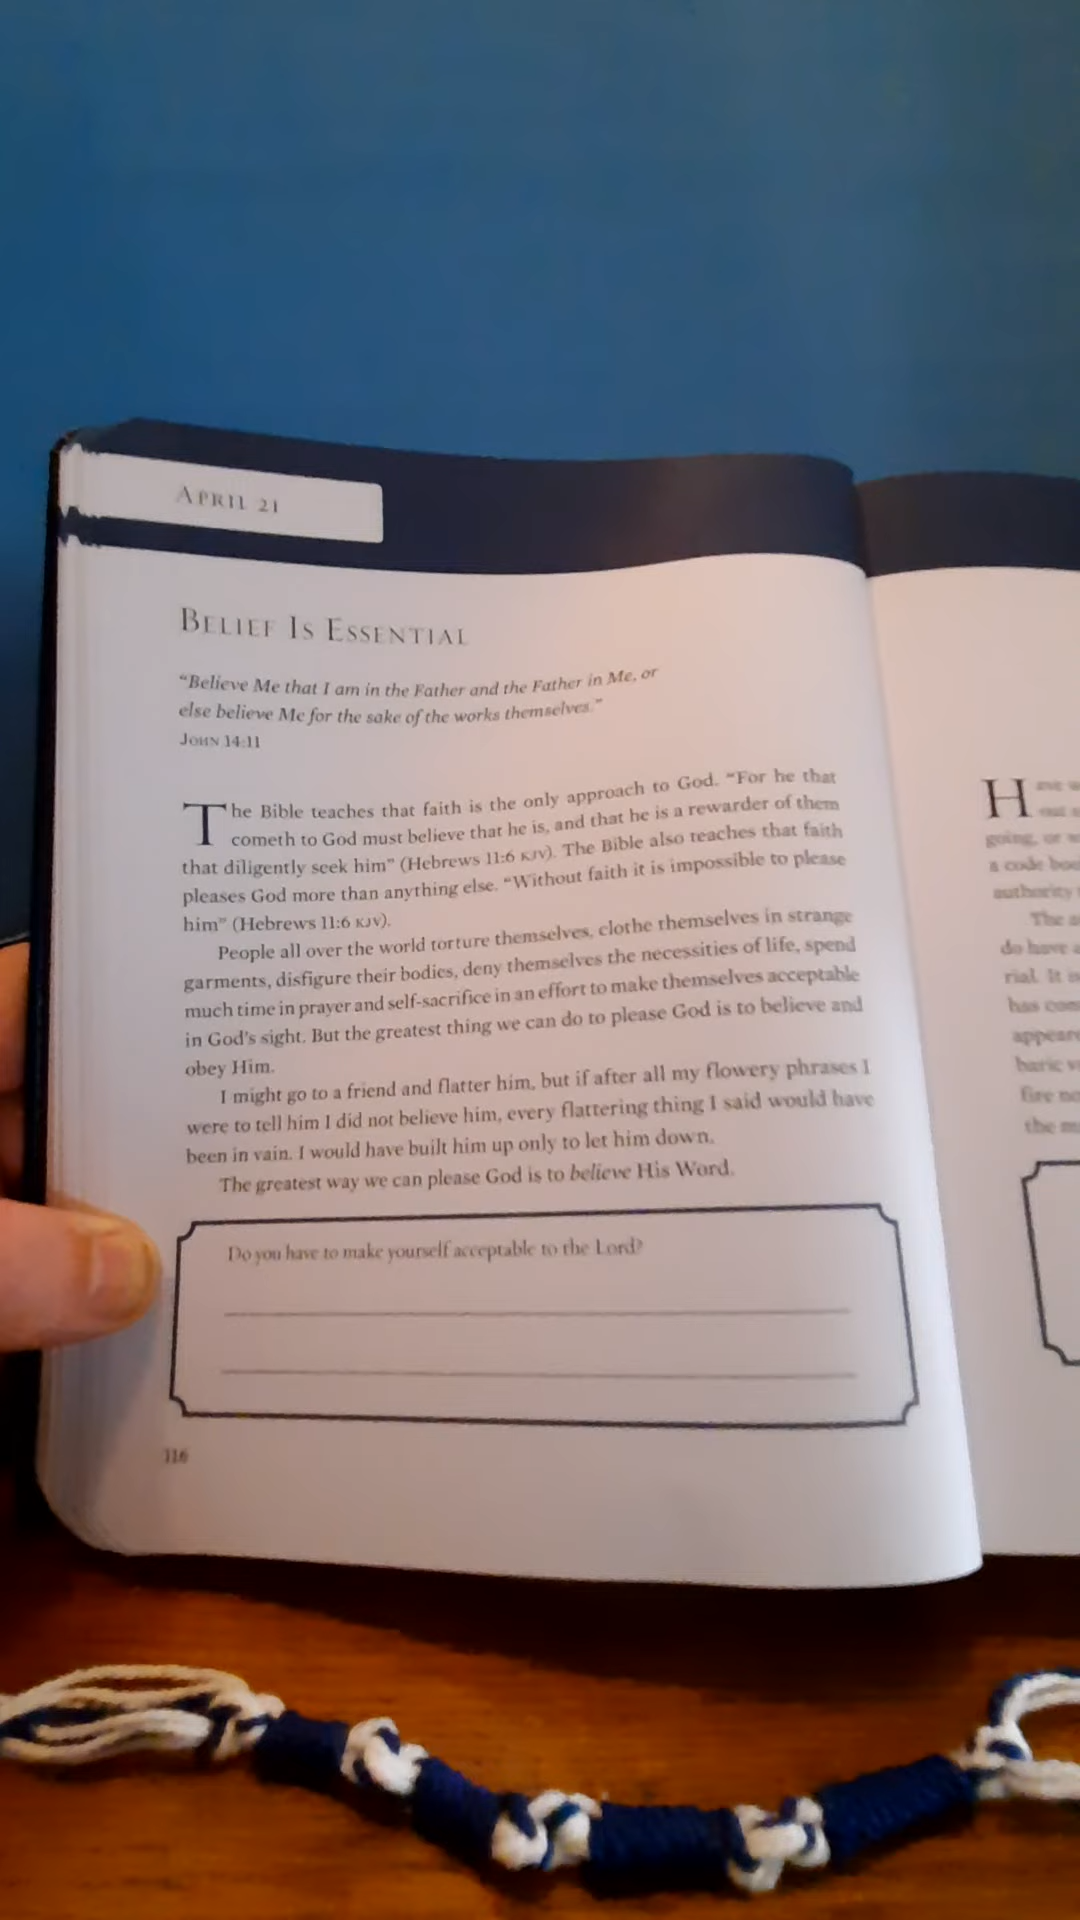 APRIL 21
BELIEF IS ESSENTIAL
“Believe Me that I am in the Father and the Father in Me, or
else believe Me for the sake of the works themselves.”
JOHN 14:11
The Bible teaches that faith is the only approach to God. “For he that
cometh to God must believe that he is, and that he is a rewarder of them
that diligently seek him” (Hebrews 11:6 KJV). The Bible also teaches that faith
pleases God more than anything else. “Without faith it is impossible to please
him” (Hebrews 11:6 KJV).
People all over the world torture themselves, clothe themselves in strange
garments, disfigure their bodies, deny themselves the necessities of life, spend
much time in prayer and self-sacrifice in an effort to make themselves acceptable
in God's sight. But the greatest thing we can do to please God is to believe and
obey Him.
I might go to a friend and flatter him, but if after all my flowery phrases I
were to tell him I did not believe him, every flattering thing I said would have
been in vain. I would have built him up only to let him down.
The greatest way we can please God is to believe His Word.
Do you have to make yourself acceptable to the Lord?
116
H
going, or
a code
authority
The
do have
rial. It
has
fire
the